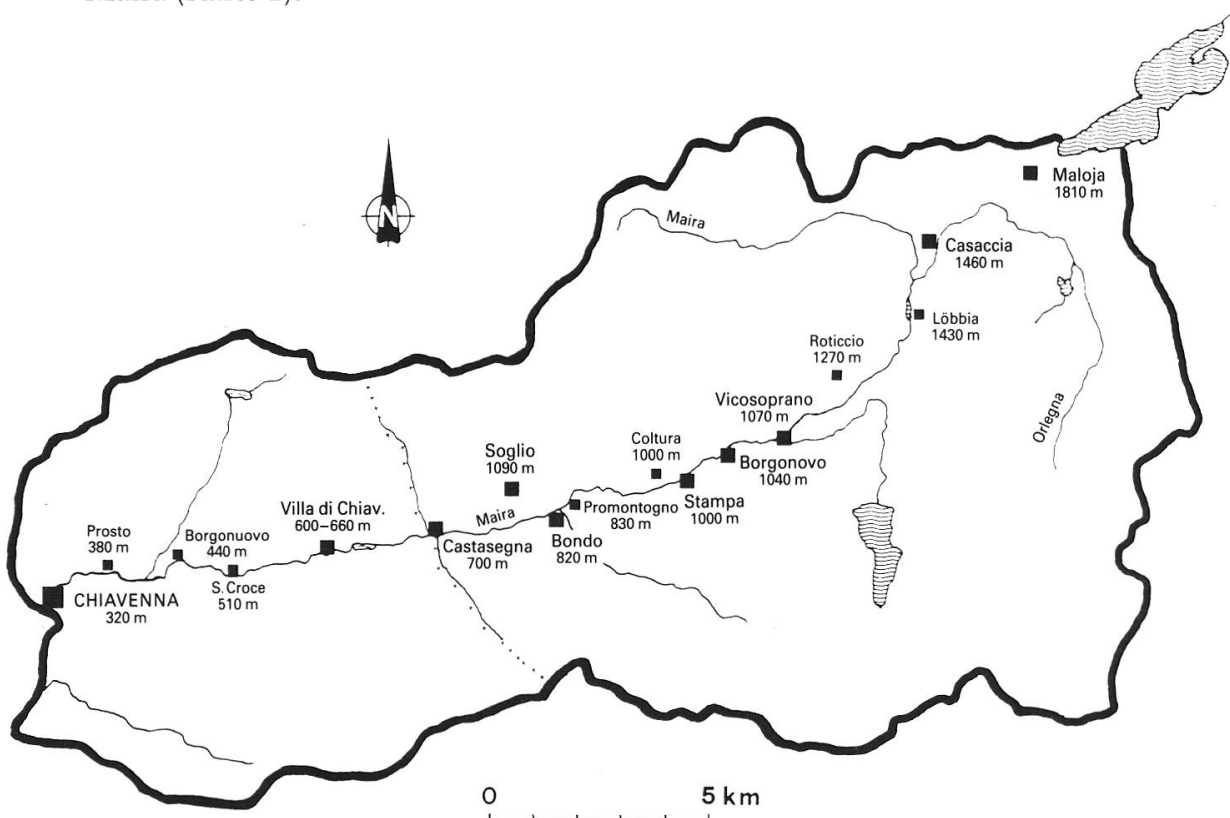 N
Maloja
1810 m
Maira
Casaccia
1460 m
Löbbia
1430 m
Roticcio
1270 m
Orlegna
Vicosoprano
1070 m
Coltura
1000 m
Soglio
1090 m
Borgonovo
1040 m
Stampa
1000 m
Villa di Chiav.
600–660 m
Maira
Promontogno
830 m
Prosto
380 m
Borgonuovo
440 m
Castasegna
700 m
Bondo
820 m
S. Croce
510 m
CHIAVENNA
320 m
0 5 km